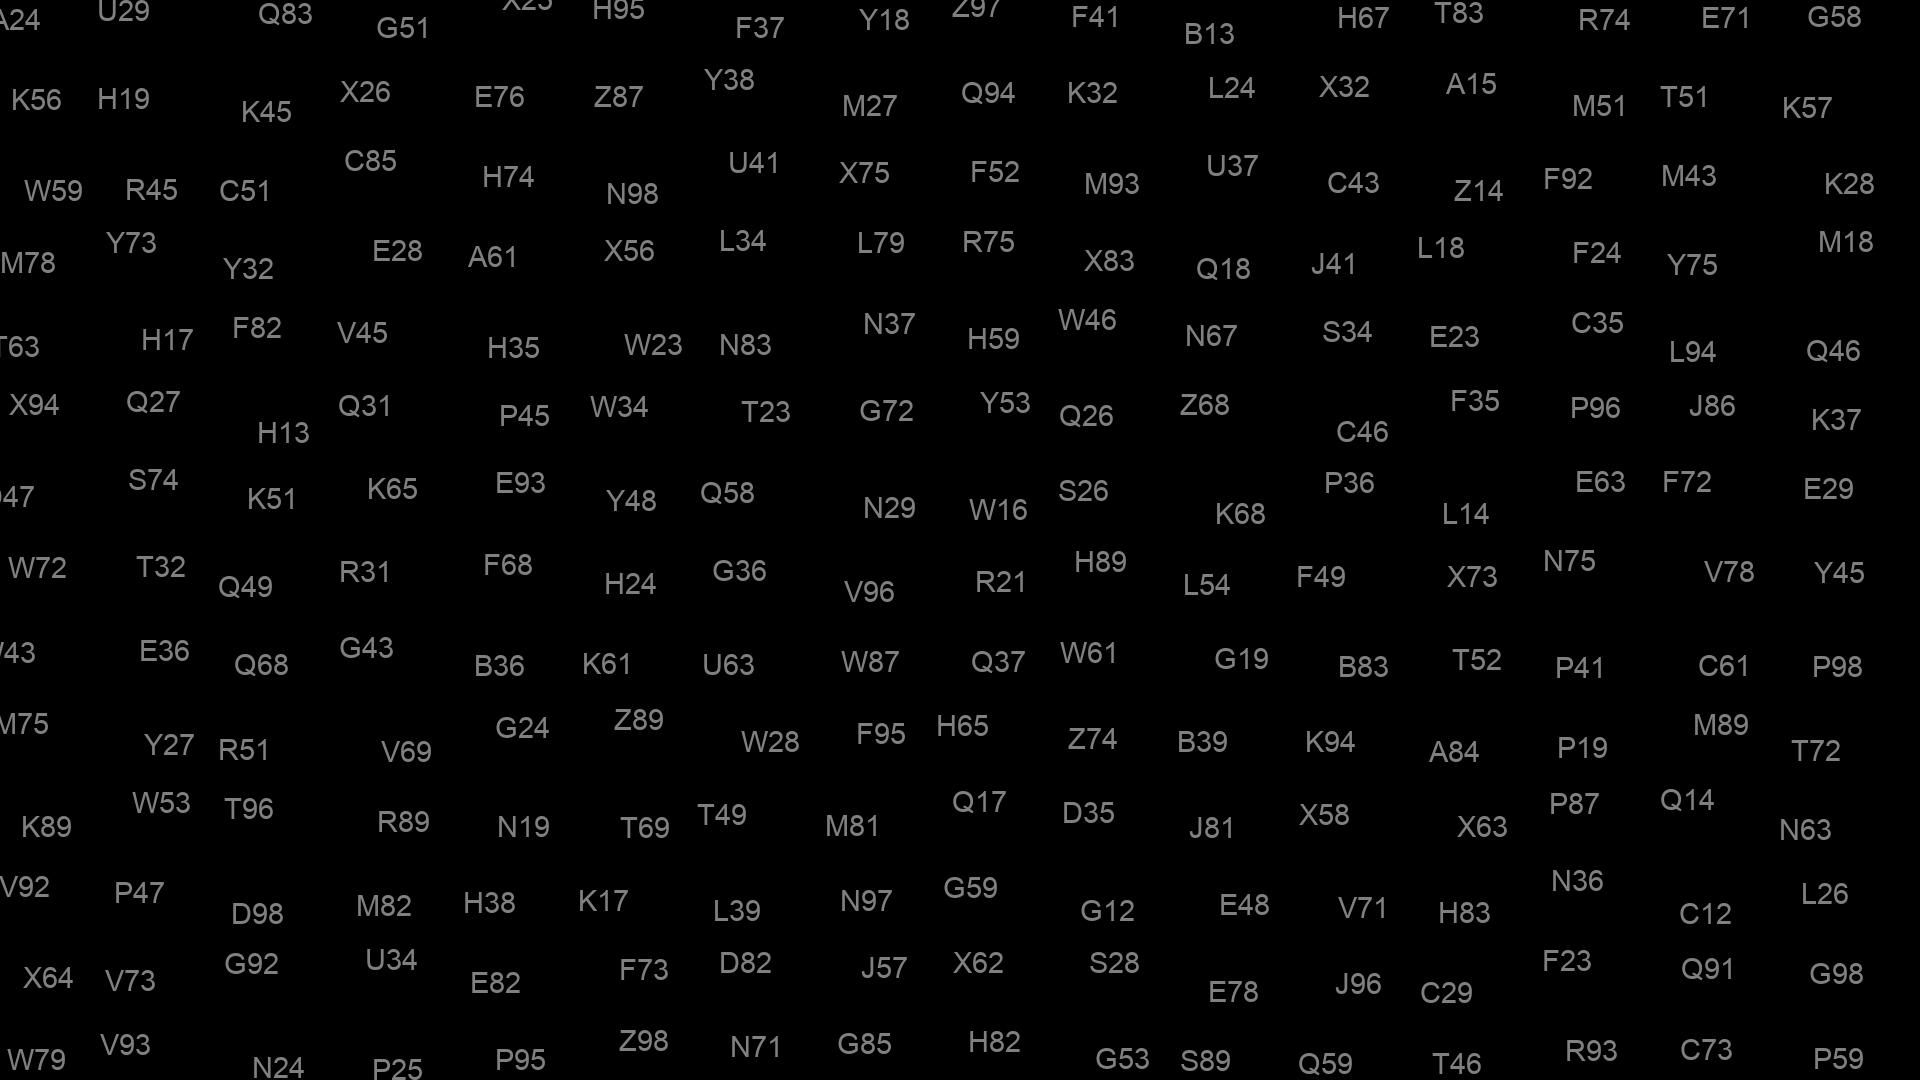 A24 U29 Q83 G51 X25 H95 F37 Y18 Z97 F41 B13 H67 T83 R74 E71 G58
K56 H19 K45 X26 E76 Z87 Y38 M27 Q94 K32 L24 X32 A15 M51 T51 K57
W59 R45 C51 C85 H74 N98 U41 X75 F52 M93 U37 C43 Z14 F92 M43 K28
M78 Y73 Y32 E28 A61 X56 L34 L79 R75 X83 Q18 J41 L18 F24 Y75 M18
T63 H17 F82 V45 H35 W23 N83 N37 H59 W46 N67 S34 E23 C35 L94 Q46
X94 Q27 H13 Q31 P45 W34 T23 G72 Y53 Q26 Z68 C46 F35 P96 J86 K37
47 S74 K51 K65 E93 Y48 Q58 N29 W16 S26 K68 P36 L14 E63 F72 E29
W72 T32 Q49 R31 F68 H24 G36 V96 R21 H89 L54 F49 X73 N75 V78 Y45
43 E36 Q68 G43 B36 K61 U63 W87 Q37 W61 G19 B83 T52 P41 C61 P98
M75 Y27 R51 V69 G24 Z89 W28 F95 H65 Z74 B39 K94 A84 P19 M89 T72
K89 W53 T96 R89 N19 T69 T49 M81 Q17 D35 J81 X58 X63 P87 Q14 N63
V92 P47 D98 M82 H38 K17 L39 N97 G59 G12 E48 V71 H83 N36 C12 L26
X64 V73 G92 U34 E82 F73 D82 J57 X62 S28 E78 J96 C29 F23 Q91 G98
W79 V93 N24 P25 P95 Z98 N71 G85 H82 G53 S89 Q59 T46 R93 C73 P59